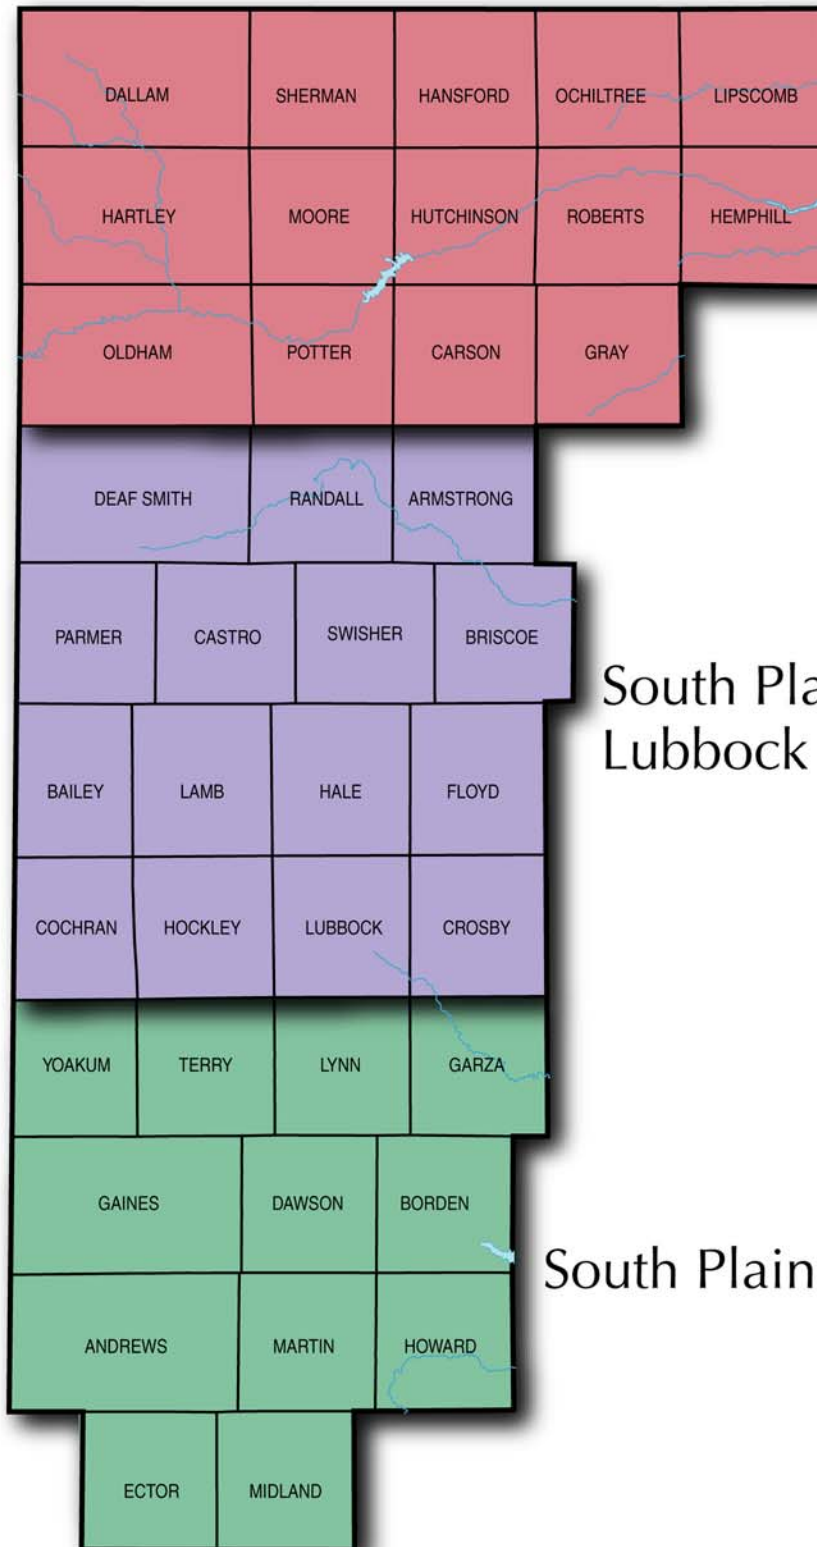 DALLAM SHERMAN HANSFORD OCHILTREE LIPSCOMB
HARTLEY MOORE HUTCHINSON ROBERTS HEMPHILL
OLDHAM POTTER CARSON GRAY
DEAF SMITH RANDALL ARMSTRONG
PARMER CASTRO SWISHER BRISCOE
South Pla
Lubbock
BAILEY LAMB HALE FLOYD
COCHRAN HOCKLEY LUBBOCK CROSBY
YOAKUM TERRY LYNN GARZA
GAINES DAWSON BORDEN
South Plain
ANDREWS MARTIN HOWARD
ECTOR MIDLAND